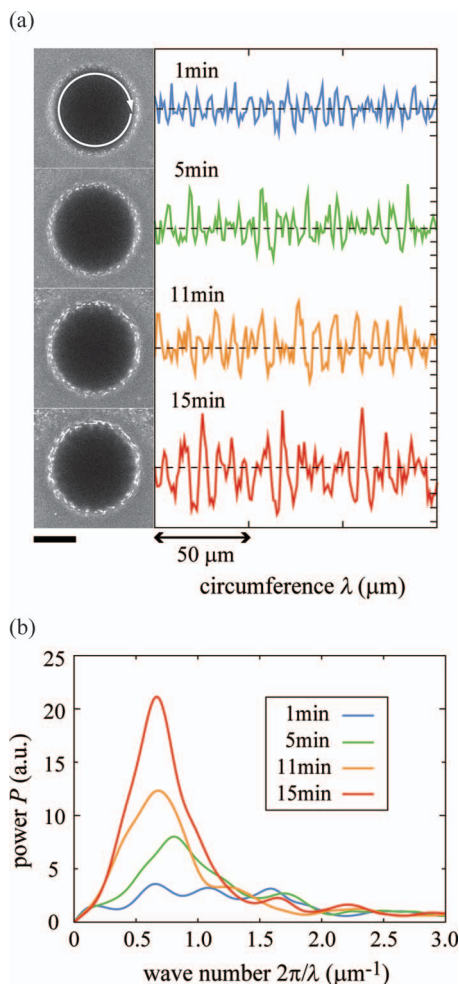 (a)
1min
5min
11min
15min
50 μm
circumference λ (μm)
(b)
25
20
15
10
5
0
power P (a.u.)
1min
5min
11min
15min
0 0.5 1.0 1.5 2.0 2.5 3.0
wave number 2π/λ (μm⁻¹)